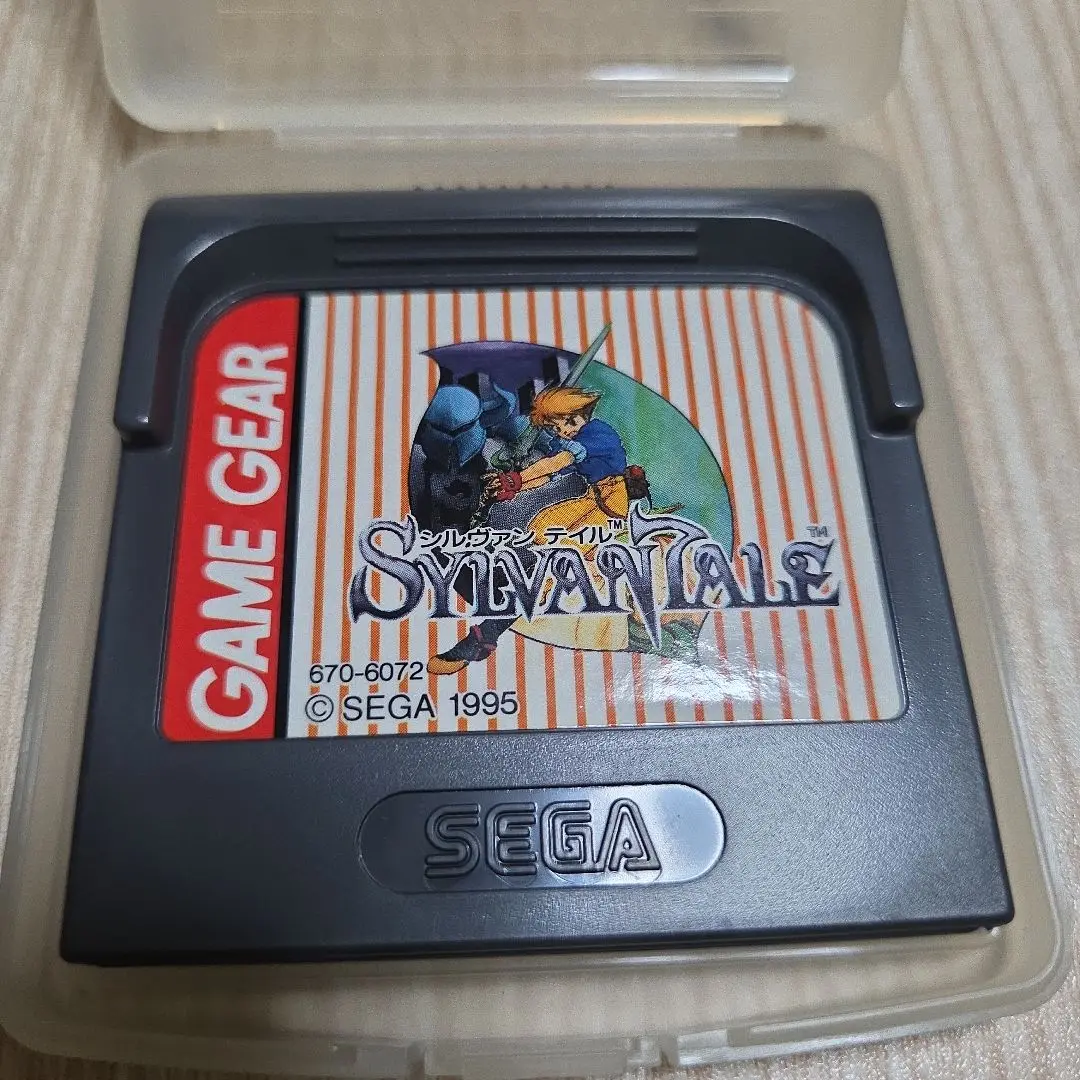 GAME GEAR
シルヴァン テイル™
SYLVAN TALE™
670-6072
© SEGA 1995
SEGA